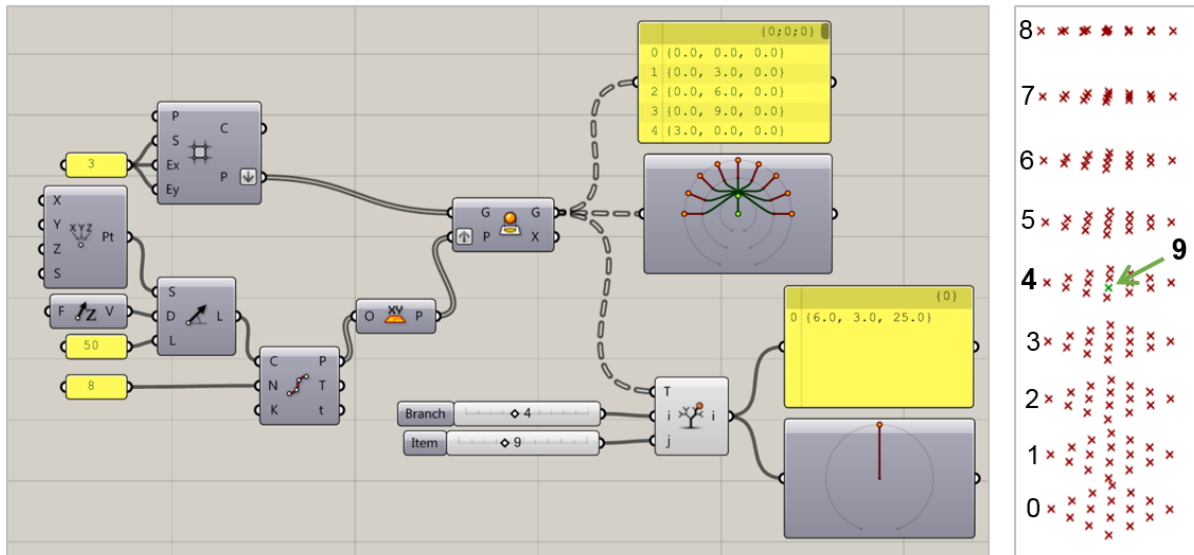 P
S
Ex
Ey
C
P
3
X
Y
Z
S
XYZ
Pt
F
Z
V
50
8
S
D
L
L
C
N
K
P
T
t
O
XY
P
G
P
G
X
{0;0;0}
0 {0.0, 0.0, 0.0}
1 {0.0, 3.0, 0.0}
2 {0.0, 6.0, 0.0}
3 {0.0, 9.0, 0.0}
4 {3.0, 0.0, 0.0}
Branch 4
Item 9
T
i
j
i
{0}
0 {6.0, 3.0, 25.0}
8
7
6
5
9
4
3
2
1
0